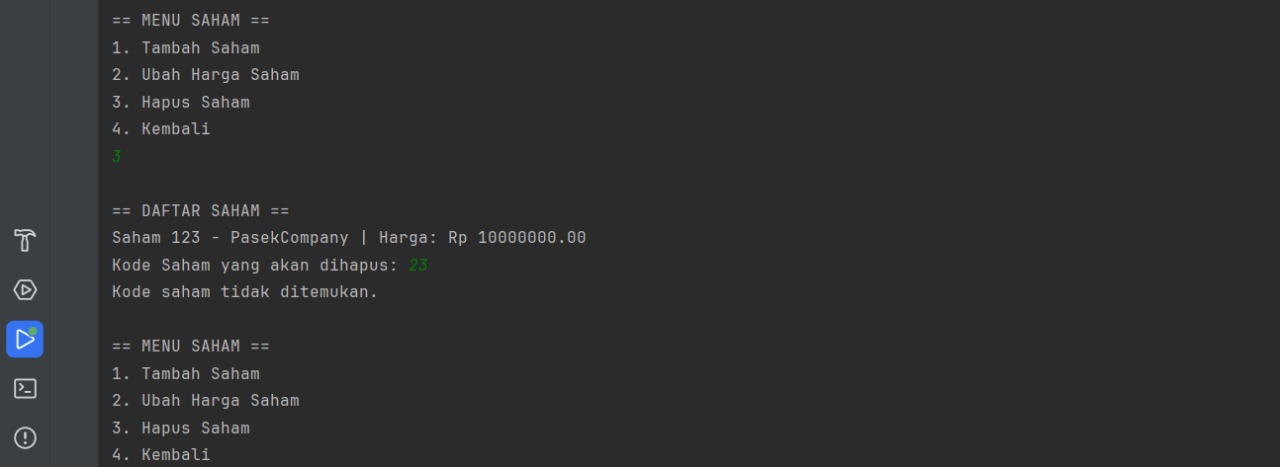 == MENU SAHAM ==
1. Tambah Saham
2. Ubah Harga Saham
3. Hapus Saham
4. Kembali
3
== DAFTAR SAHAM ==
Saham 123 - PasekCompany | Harga: Rp 10000000.00
Kode Saham yang akan dihapus: 23
Kode saham tidak ditemukan.
== MENU SAHAM ==
1. Tambah Saham
2. Ubah Harga Saham
3. Hapus Saham
4. Kembali